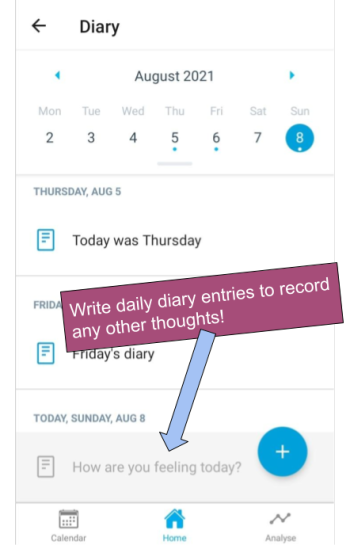 Diary
August 2021
Mon Tue Wed Thu Fri Sat Sun
2 3 4 5 6 7 8
THURSDAY, AUG 5
Today was Thursday
Write daily diary entries to record
any other thoughts!
FRIDA
Friday's diary
TODAY, SUNDAY, AUG 8
How are you feeling today?
Calendar Home Analyse